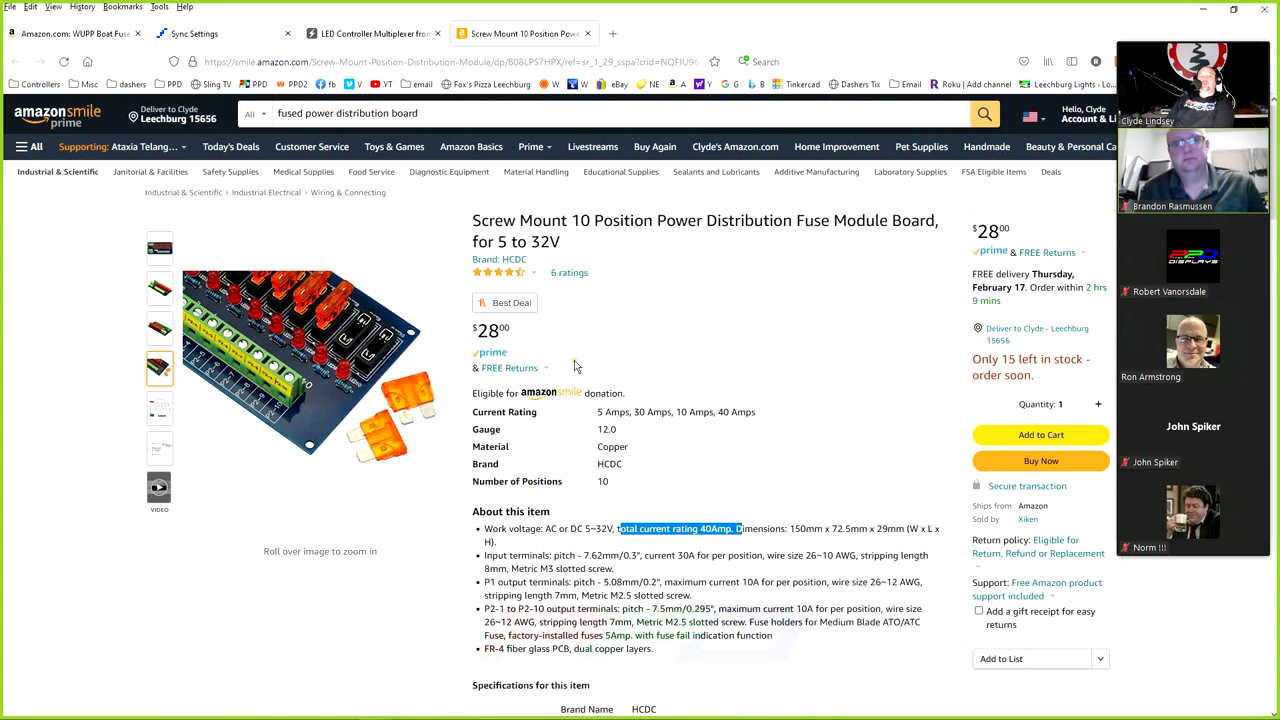 File Edit View History Bookmarks Tools Help
Amazon.com: WUPP Boat Fuse
Sync Settings
LED Controller Multiplexer from
Screw Mount 10 Position Powe
https://smile.amazon.com/Screw-Mount-Position-Distribution-Module/dp/B08LPS7HPX/ref=sr_1_29_sspa?crid=NQFIU96
Search
Controllers Misc dashers PPD Sling TV PPD PPD2 fb VJ YT email Fox's Pizza Leechburg W W eBay NE A Y G B Tinkercad Dashers Tix Email Roku | Add channel Leechburg Lights - Lo...
amazonsmile
prime
Deliver to Clyde
Leechburg 15656
All
fused power distribution board
Hello, Clyde
Account & Li
All
Supporting: Ataxia Telang...
Today's Deals
Customer Service
Toys & Games
Amazon Basics
Prime
Livestreams
Buy Again
Clyde's Amazon.com
Home Improvement
Pet Supplies
Handmade
Beauty & Personal Ca
Industrial & Scientific
Janitorial & Facilities
Safety Supplies
Medical Supplies
Food Service
Diagnostic Equipment
Material Handling
Educational Supplies
Sealants and Lubricants
Additive Manufacturing
Laboratory Supplies
FSA Eligible Items
Deals
Industrial & Scientific › Industrial Electrical › Wiring & Connecting
VIDEO
Roll over image to zoom in
Screw Mount 10 Position Power Distribution Fuse Module Board,
for 5 to 32V
Brand: HCDC
6 ratings
Best Deal
$28 00
prime
& FREE Returns
Eligible for amazonsmile donation.
Current Rating 5 Amps, 30 Amps, 10 Amps, 40 Amps
Gauge 12.0
Material Copper
Brand HCDC
Number of Positions 10
About this item
• Work voltage: AC or DC 5~32V, total current rating 40Amp. Dimensions: 150mm x 72.5mm x 29mm (W x L x
H).
• Input terminals: pitch - 7.62mm/0.3", current 30A for per position, wire size 26~10 AWG, stripping length
8mm, Metric M3 slotted screw.
• P1 output terminals: pitch - 5.08mm/0.2", maximum current 10A for per position, wire size 26~12 AWG,
stripping length 7mm, Metric M2.5 slotted screw.
• P2-1 to P2-10 output terminals: pitch - 7.5mm/0.295", maximum current 10A for per position, wire size
26~12 AWG, stripping length 7mm, Metric M2.5 slotted screw. Fuse holders for Medium Blade ATO/ATC
Fuse, factory-installed fuses 5Amp. with fuse fail indication function
• FR-4 fiber glass PCB, dual copper layers.
Specifications for this item
Brand Name HCDC
$28 00
prime & FREE Returns
FREE delivery Thursday,
February 17. Order within 2 hrs
9 mins
Deliver to Clyde - Leechburg
15656
Only 15 left in stock -
order soon.
Quantity: 1 +
Add to Cart
Buy Now
Secure transaction
Ships from Amazon
Sold by Xiken
Return policy: Eligible for
Return, Refund or Replacement
Support: Free Amazon product
support included
Add a gift receipt for easy
returns
Add to List
Clyde Lindsey
Brandon Rasmussen
DISPLAYS
Robert Vanorsdale
Ron Armstrong
John Spiker
John Spiker
Norm !!!